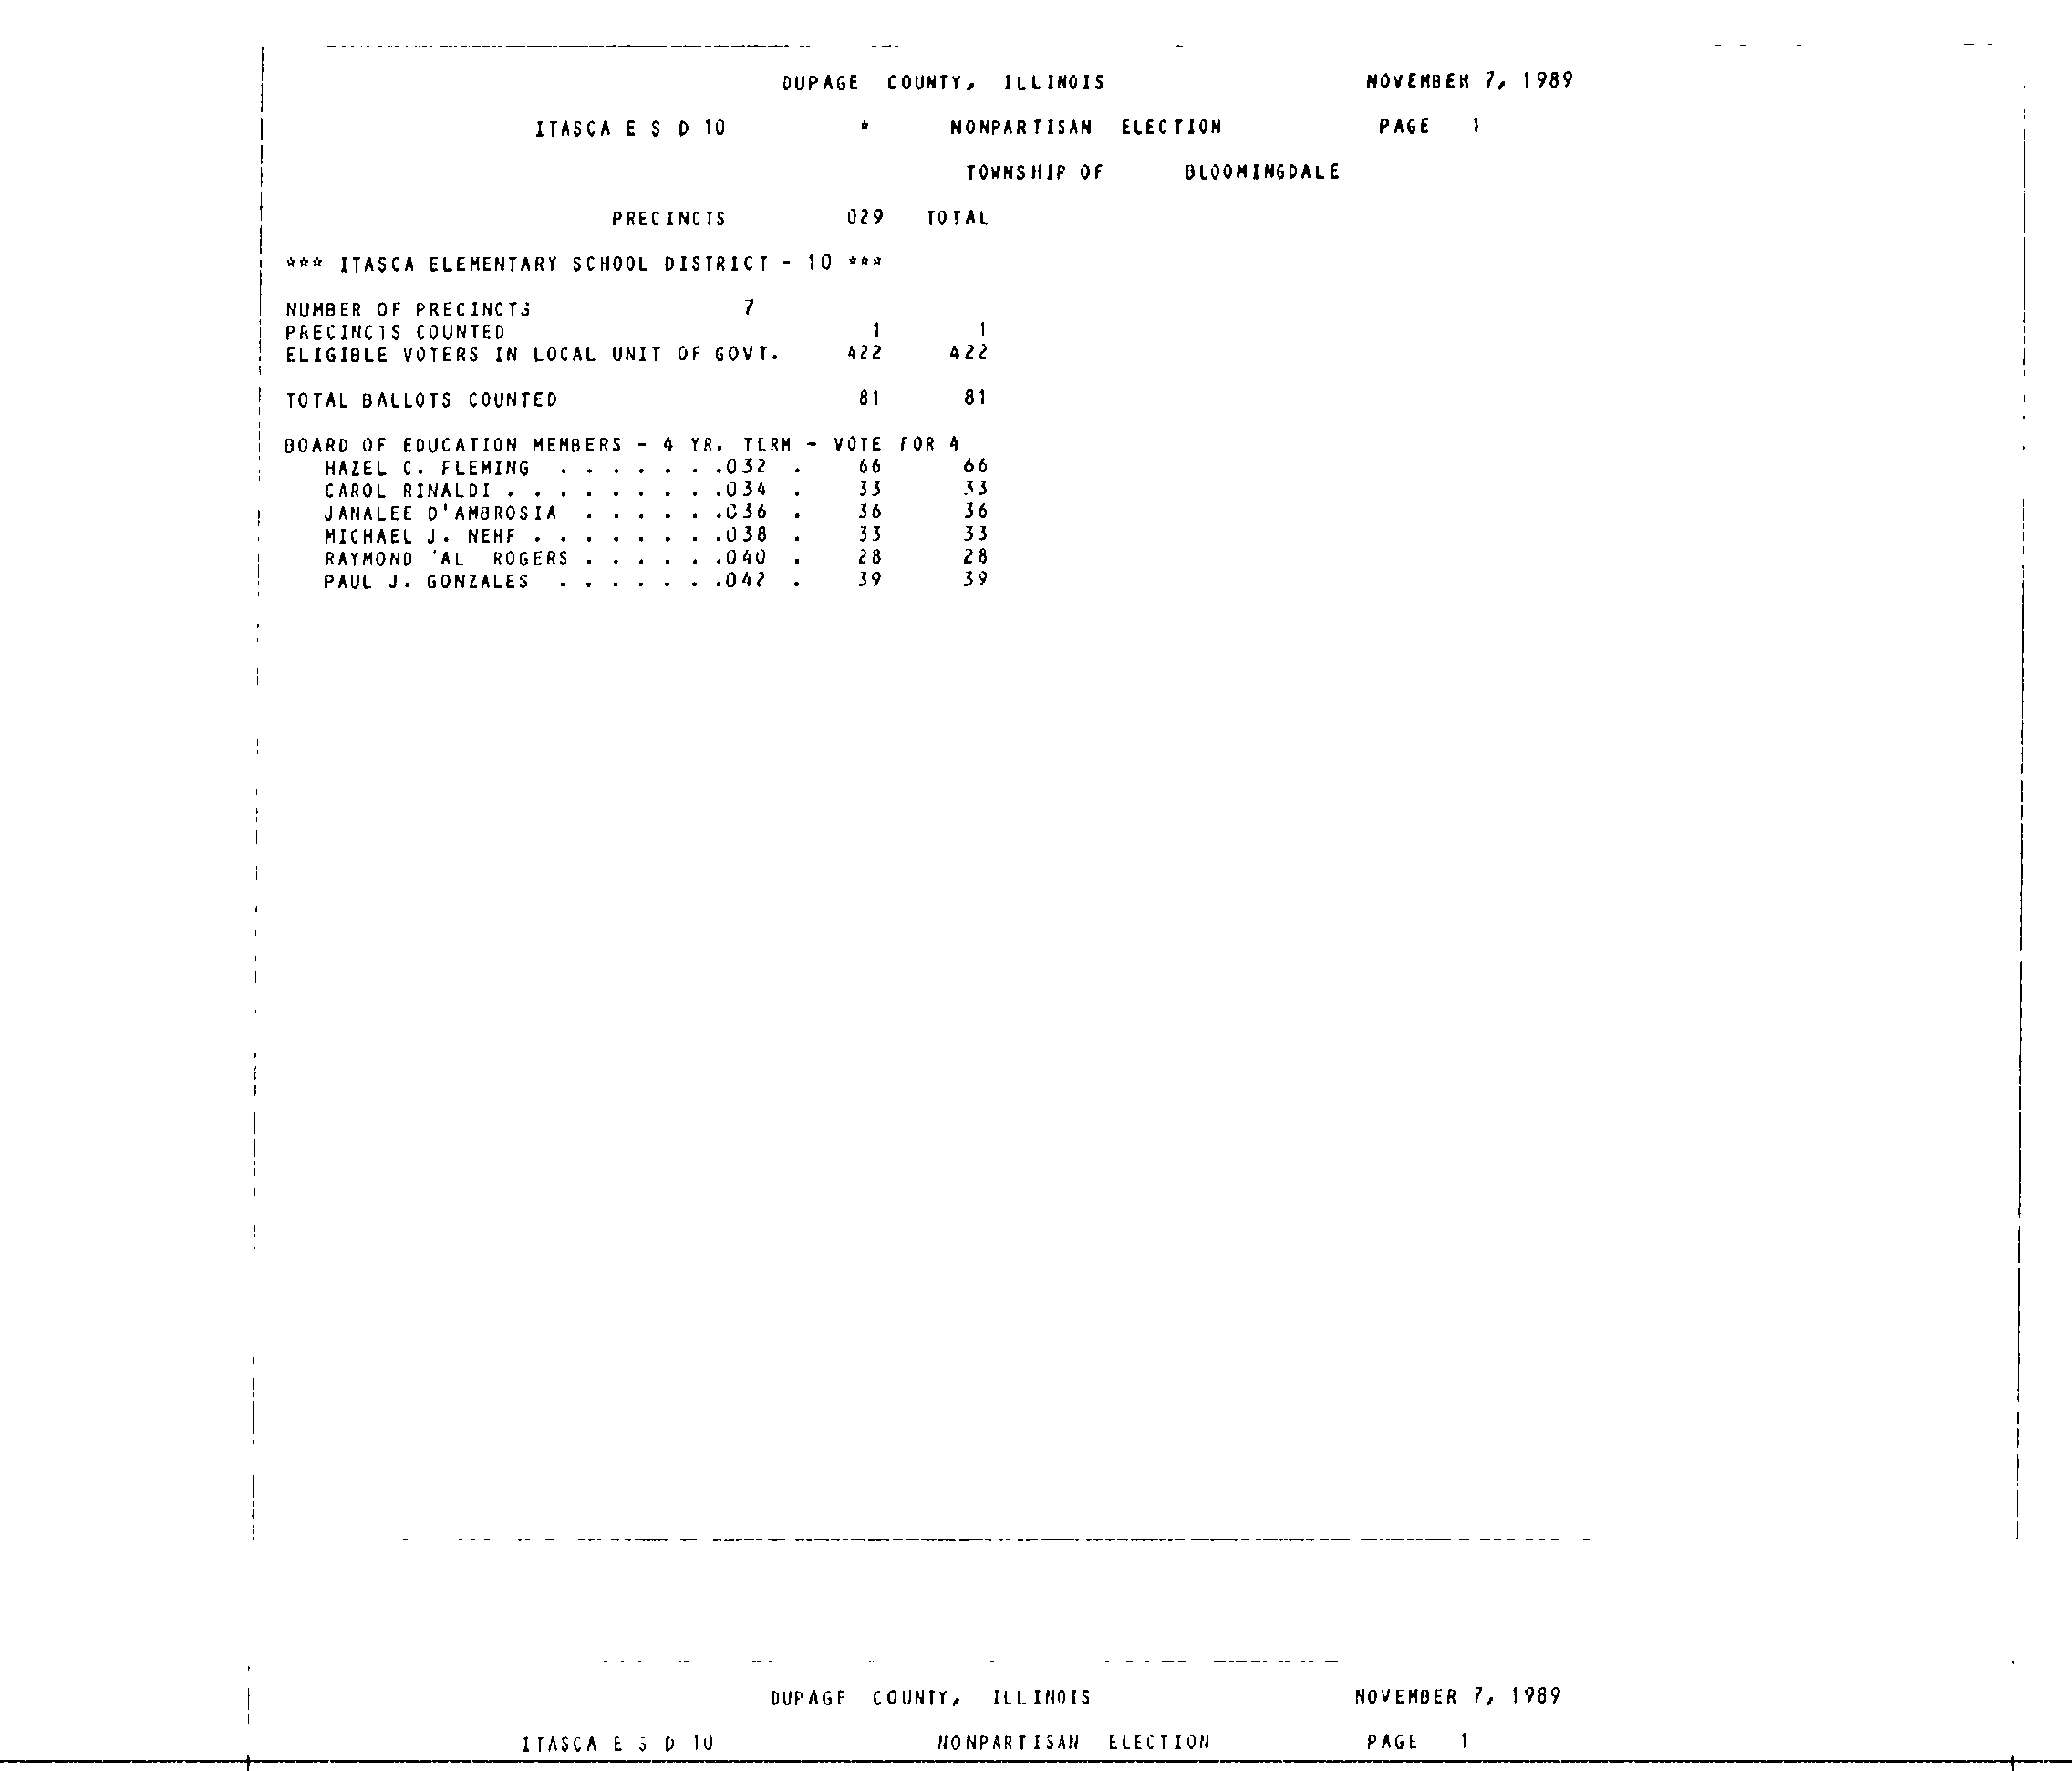 DUPAGE COUNTY, ILLINOIS NOVEMBER 7, 1989
ITASCA E S D 10 * NONPARTISAN ELECTION PAGE 1
TOWNSHIP OF BLOOMINGDALE
PRECINCTS 029 TOTAL
*** ITASCA ELEMENTARY SCHOOL DISTRICT - 10 ***
NUMBER OF PRECINCTS 7
PRECINCTS COUNTED 1 1
ELIGIBLE VOTERS IN LOCAL UNIT OF GOVT. 422 422
TOTAL BALLOTS COUNTED 81 81
BOARD OF EDUCATION MEMBERS - 4 YR. TERM - VOTE FOR 4
HAZEL C. FLEMING . . . . . . .032 . 66 66
CAROL RINALDI . . . . . . . . .034 . 33 33
JANALEE D'AMBROSIA . . . . . .036 . 36 36
MICHAEL J. NEHF . . . . . . . .038 . 33 33
RAYMOND 'AL ROGERS . . . . . .040 . 28 28
PAUL J. GONZALES . . . . . . .042 . 39 39
DUPAGE COUNTY, ILLINOIS NOVEMBER 7, 1989
ITASCA E S D 10 NONPARTISAN ELECTION PAGE 1